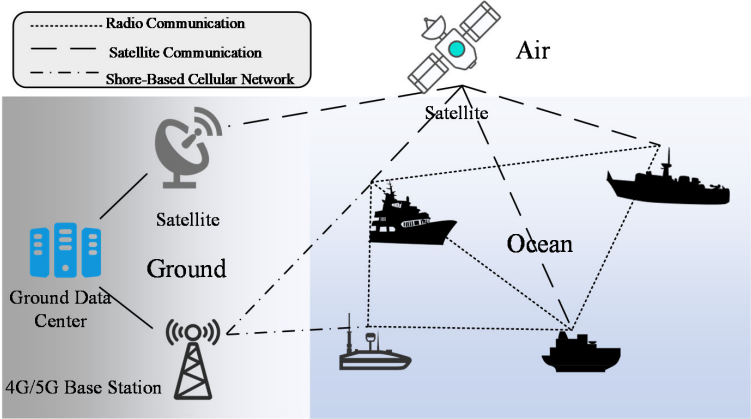 Radio Communication
Satellite Communication
Shore-Based Cellular Network
Air
Satellite
Satellite
Ocean
Ground
Ground Data
Center
4G/5G Base Station